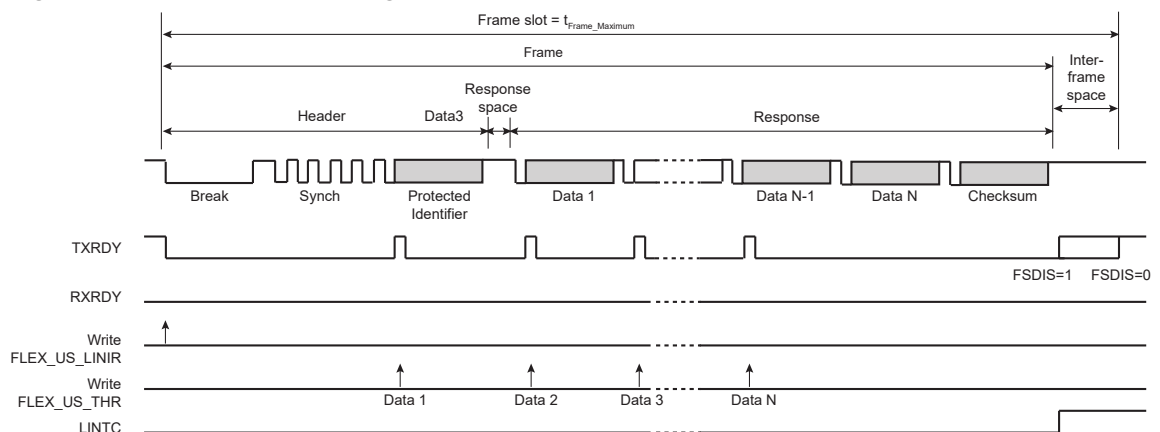 Frame slot = tFrame_Maximum
Frame
Inter-
frame
space
Response
space
Header
Data3
Response
Break
Synch
Protected
Identifier
Data 1
Data N-1
Data N
Checksum
TXRDY
FSDIS=1
FSDIS=0
RXRDY
Write
FLEX_US_LINIR
Write
FLEX_US_THR
Data 1
Data 2
Data 3
Data N
LINTC